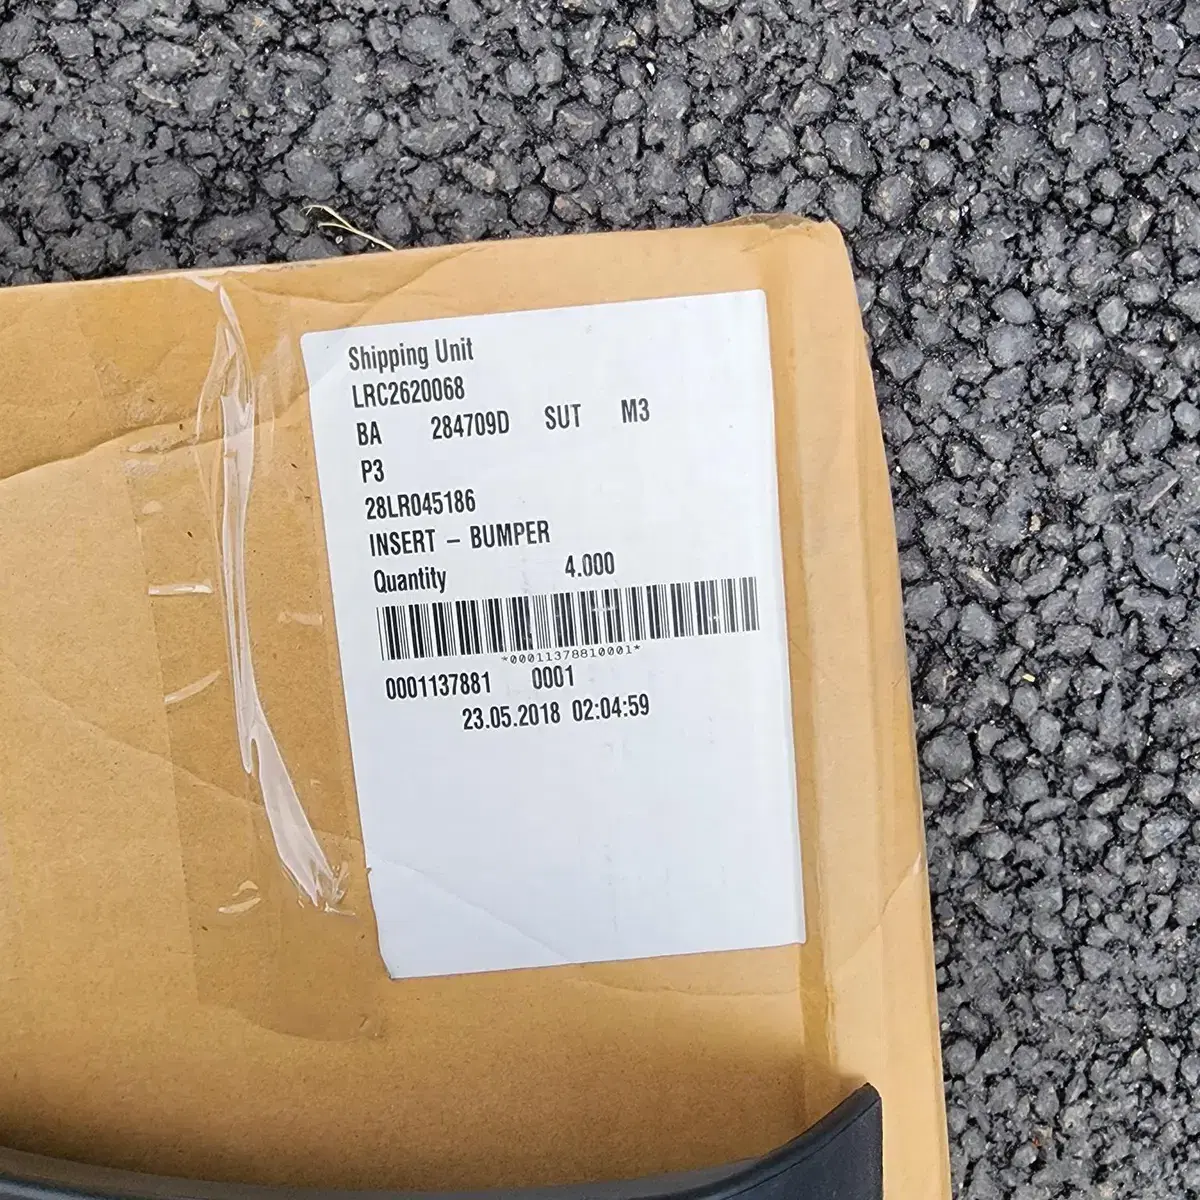 Shipping Unit
LRC2620068
BA 284709D SUT M3
P3
28LR045186
INSERT – BUMPER
Quantity 4.000
*00011378810001*
0001137881 0001
23.05.2018 02:04:59